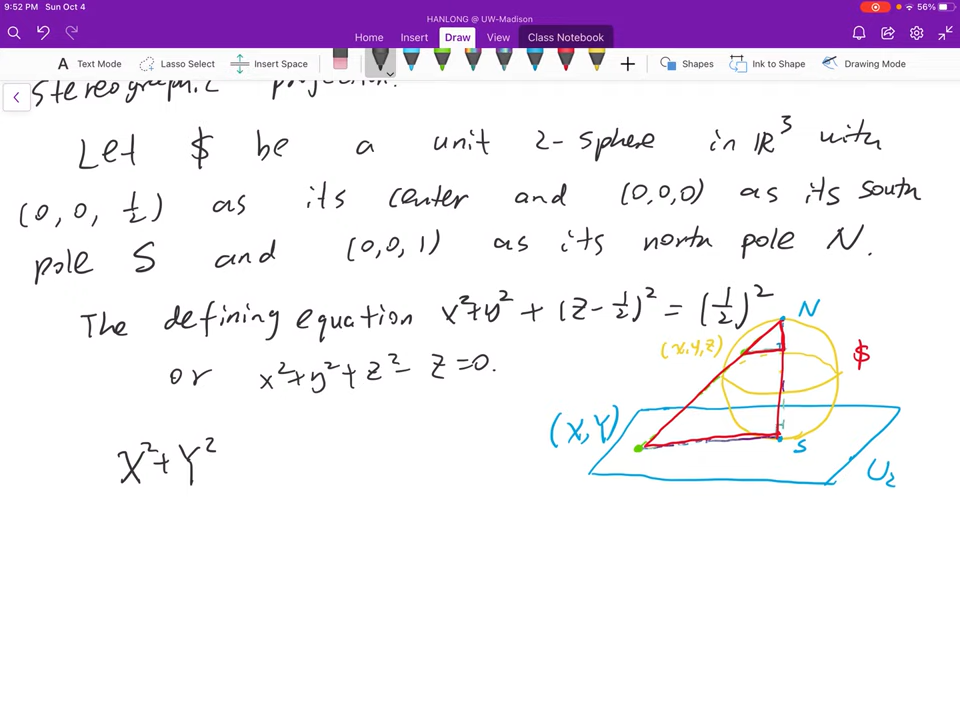 9:52 PM Sun Oct 4
56%
HANLONG @ UW-Madison
Home Insert Draw View Class Notebook
A Text Mode Lasso Select Insert Space Shapes Ink to Shape Drawing Mode
stereographic projection.
Let $ be a unit 2-sphere in ℝ³ with
(0, 0, ½) as its center and (0,0,0) as its south
pole S and (0,0,1) as its north pole N.
The defining equation x²+y² + (z - ½)² = (½)²
or x²+y²+z² - z = 0.
N
(x,y,z)
$
(X,Y)
S
U₂
X²+Y²